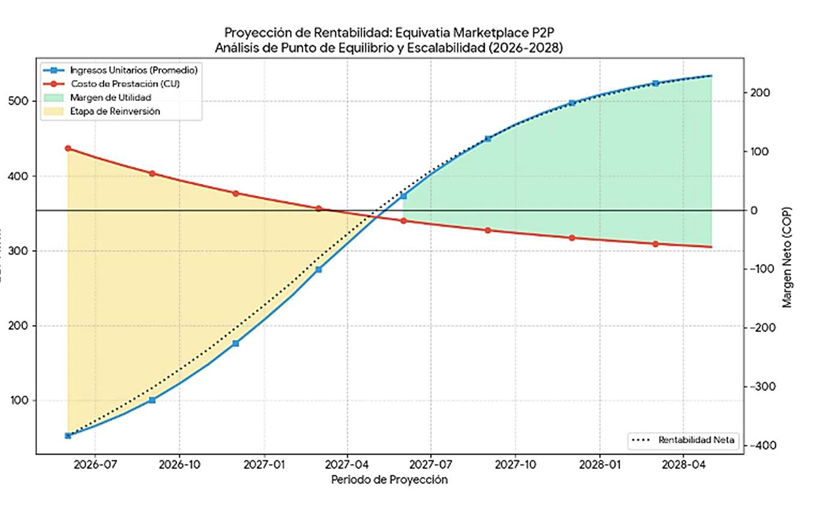 Proyección de Rentabilidad: Equivatia Marketplace P2P
Análisis de Punto de Equilibrio y Escalabilidad (2026-2028)
Ingresos Unitarios (Promedio)
Costo de Prestación (CU)
Margen de Utilidad
Etapa de Reinversión
500
400
300
200
100
200
100
0
-100
-200
-300
-400
Margen Neto (COP)
Rentabilidad Neta
2026-07
2026-10
2027-01
2027-04
2027-07
2027-10
2028-01
2028-04
Periodo de Proyección